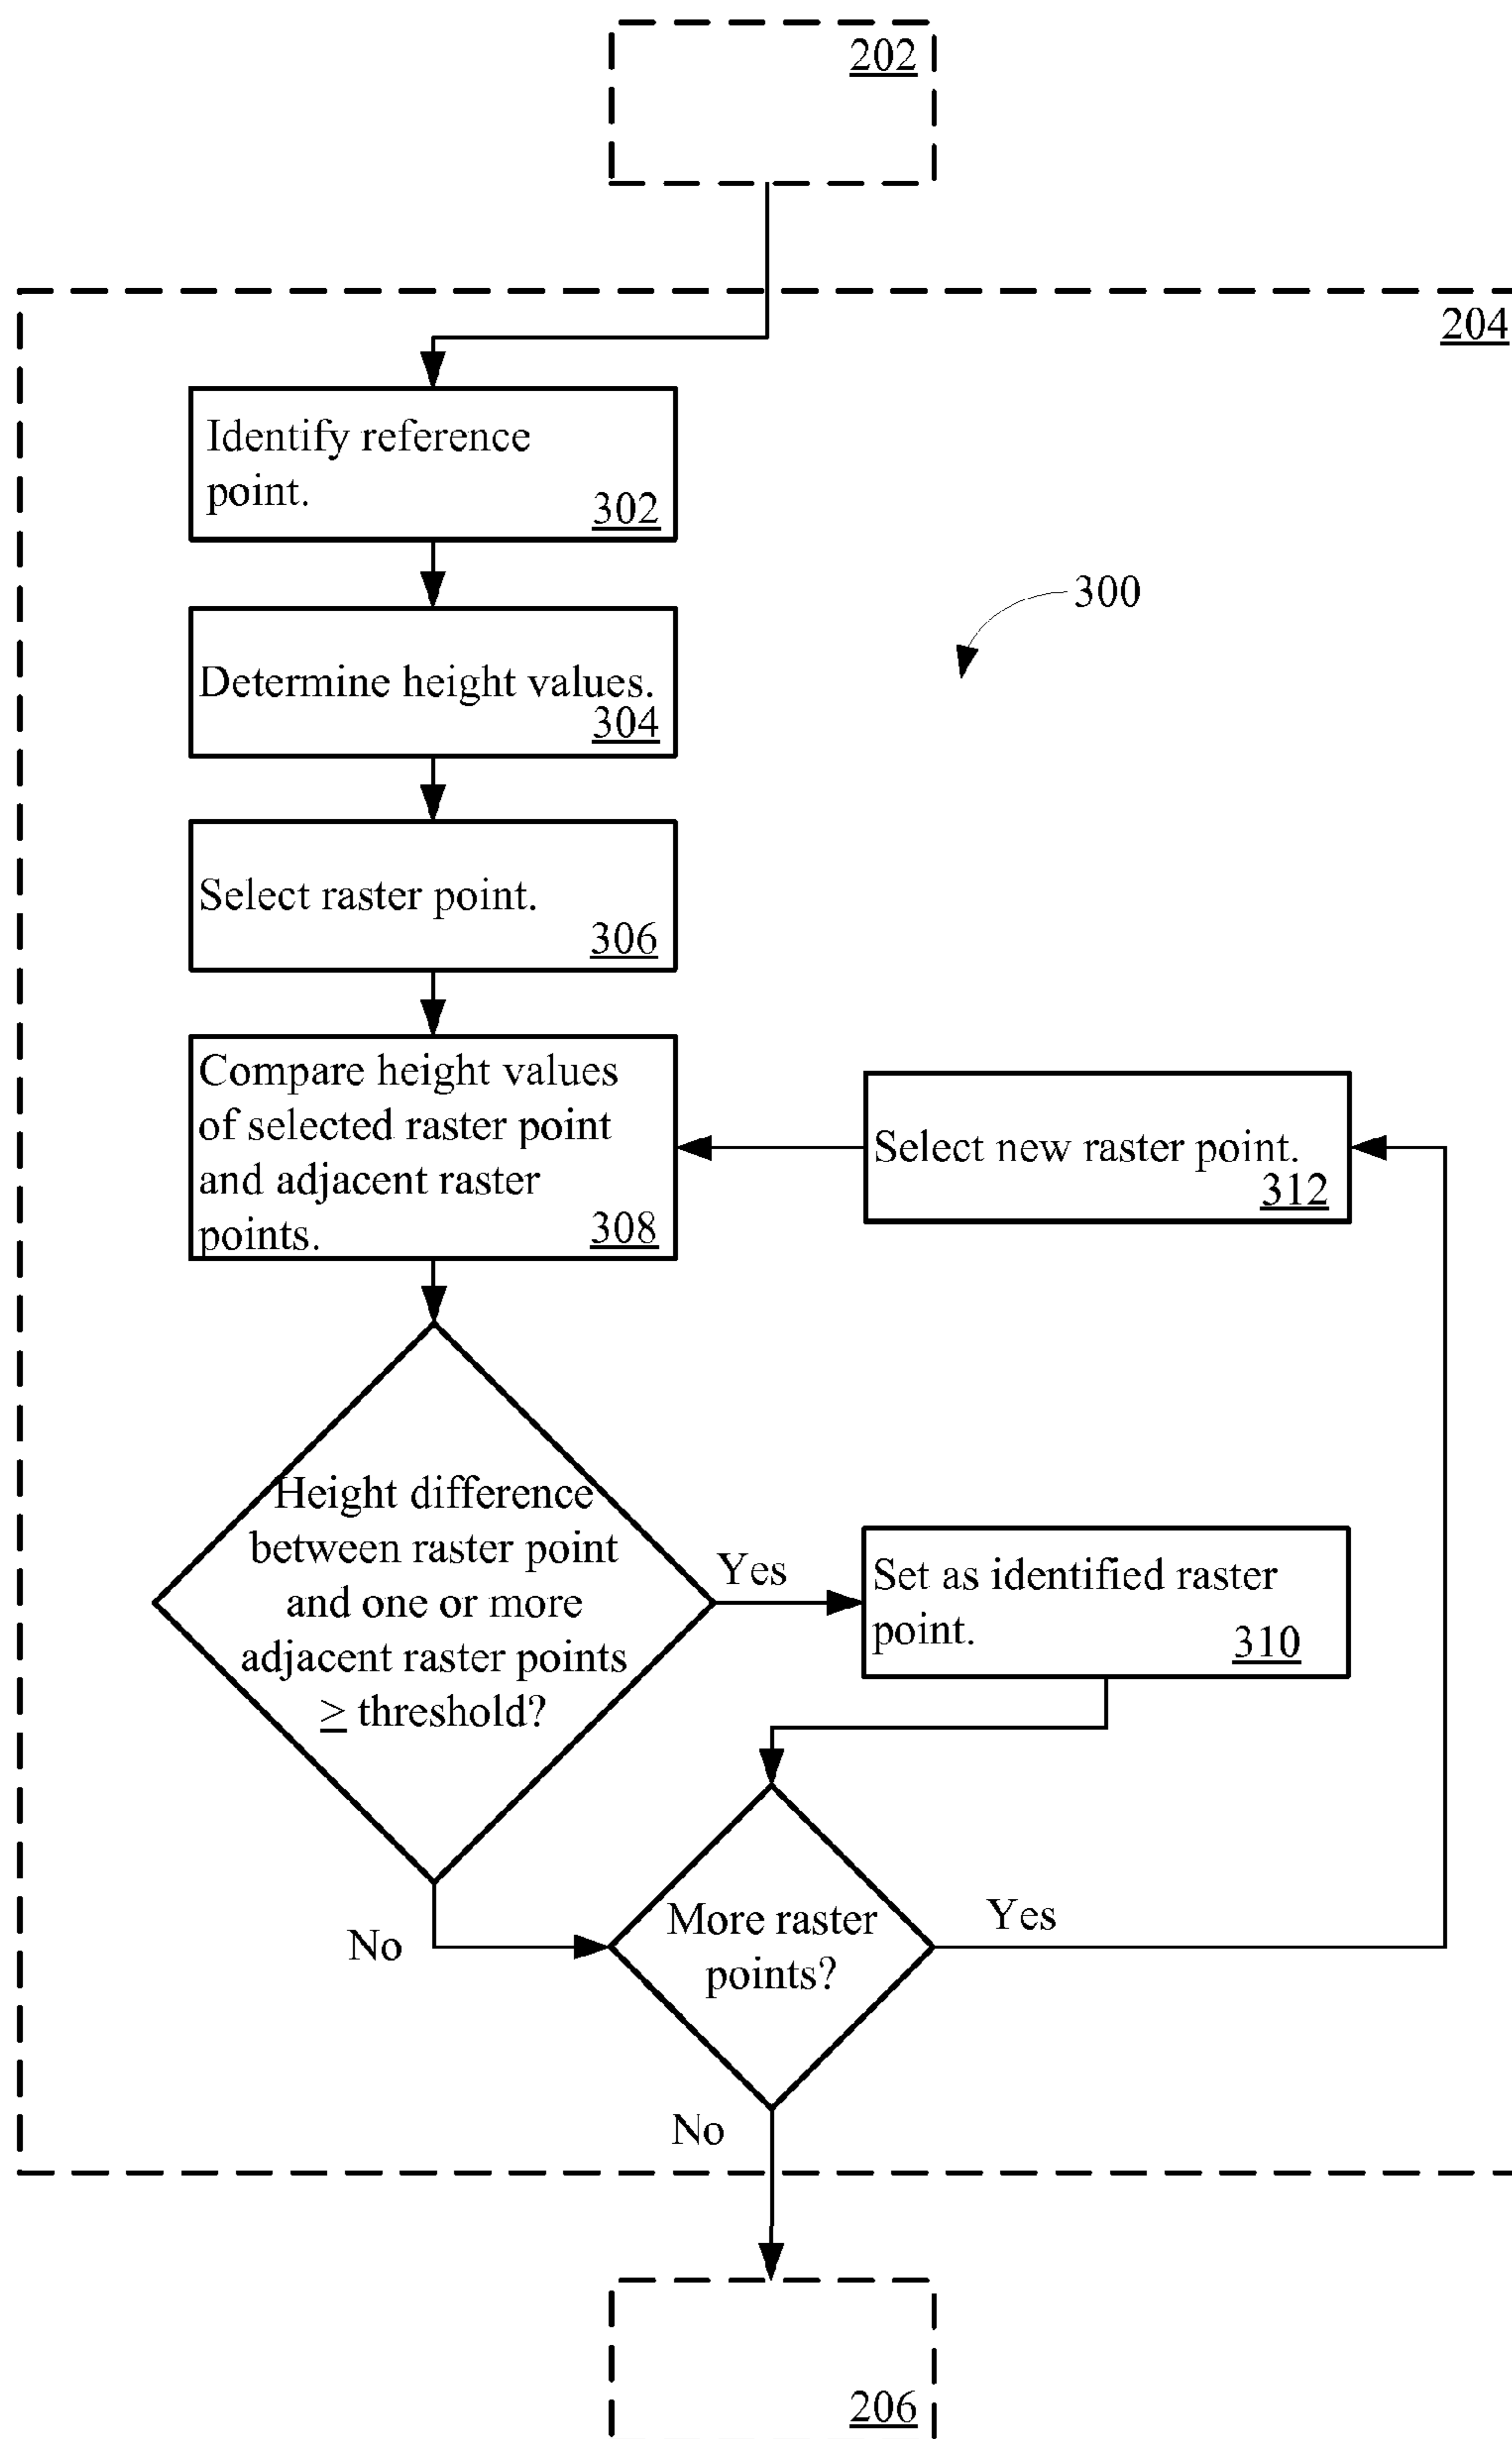 202
204
Identify reference
point.
302
300
Determine height values.
304
Select raster point.
306
Compare height values
of selected raster point
and adjacent raster
points.
308
Select new raster point.
312
Height difference
between raster point
and one or more
adjacent raster points
≥ threshold?
Yes
Set as identified raster
point.
310
No
More raster
points?
Yes
No
206